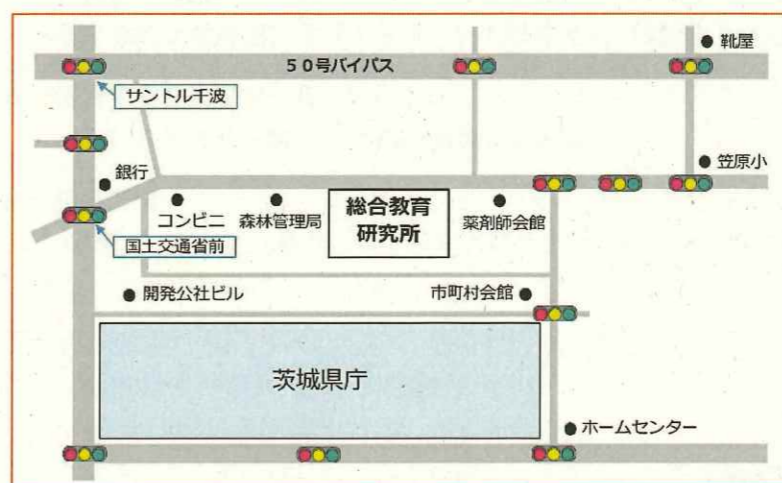 靴屋
50号バイパス
サントル千波
銀行
笠原小
コンビニ
森林管理局
総合教育
研究所
薬剤師会館
国土交通省前
開発公社ビル
市町村会館
茨城県庁
ホームセンター